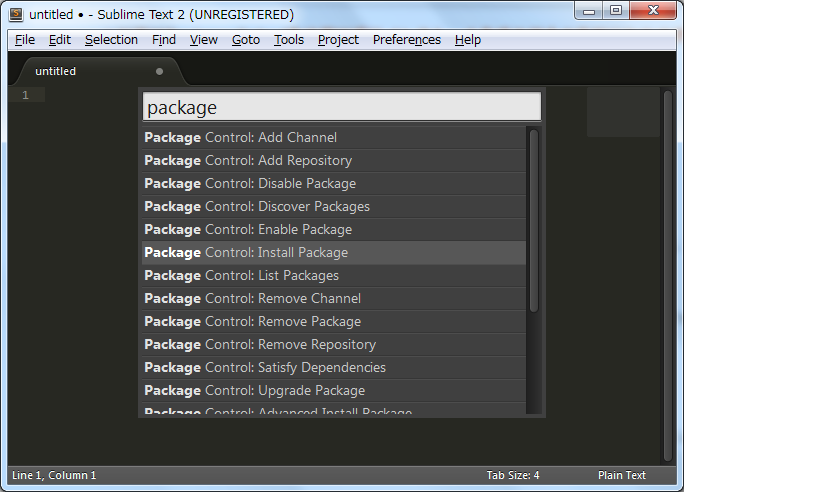 untitled • - Sublime Text 2 (UNREGISTERED)
File Edit Selection Find View Goto Tools Project Preferences Help
untitled
1
package
Package Control: Add Channel
Package Control: Add Repository
Package Control: Disable Package
Package Control: Discover Packages
Package Control: Enable Package
Package Control: Install Package
Package Control: List Packages
Package Control: Remove Channel
Package Control: Remove Package
Package Control: Remove Repository
Package Control: Satisfy Dependencies
Package Control: Upgrade Package
Package Control: Advanced Install Package
Line 1, Column 1 Tab Size: 4 Plain Text